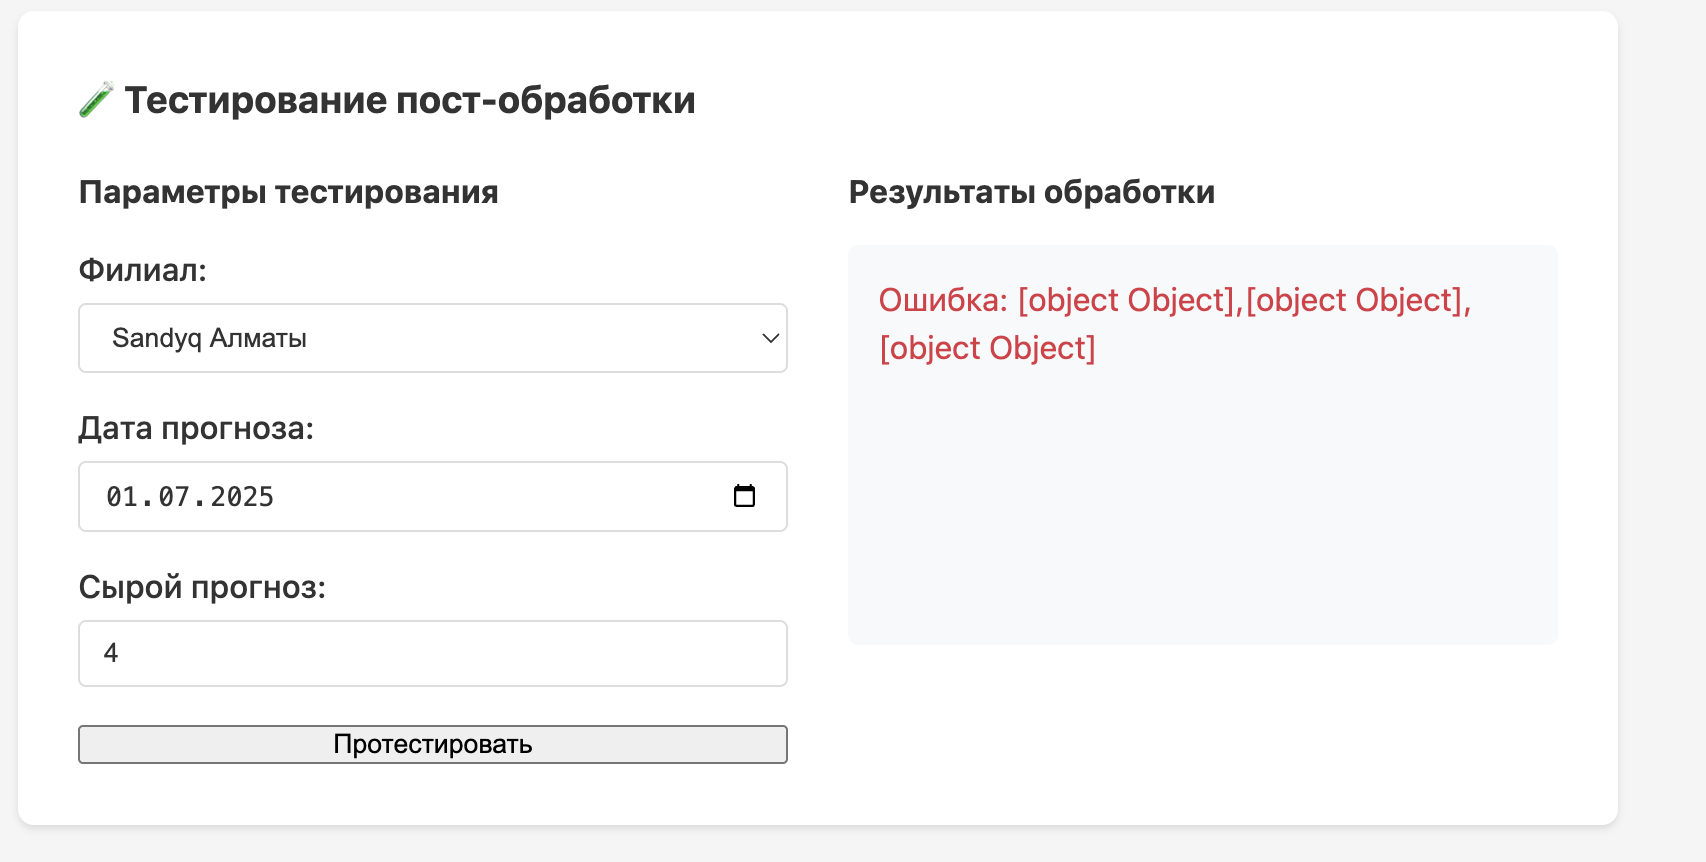 Тестирование пост-обработки
Параметры тестирования
Филиал:
Sandyq Алматы
Дата прогноза:
01.07.2025
Сырой прогноз:
4
Протестировать
Результаты обработки
Ошибка: [object Object],[object Object],
[object Object]